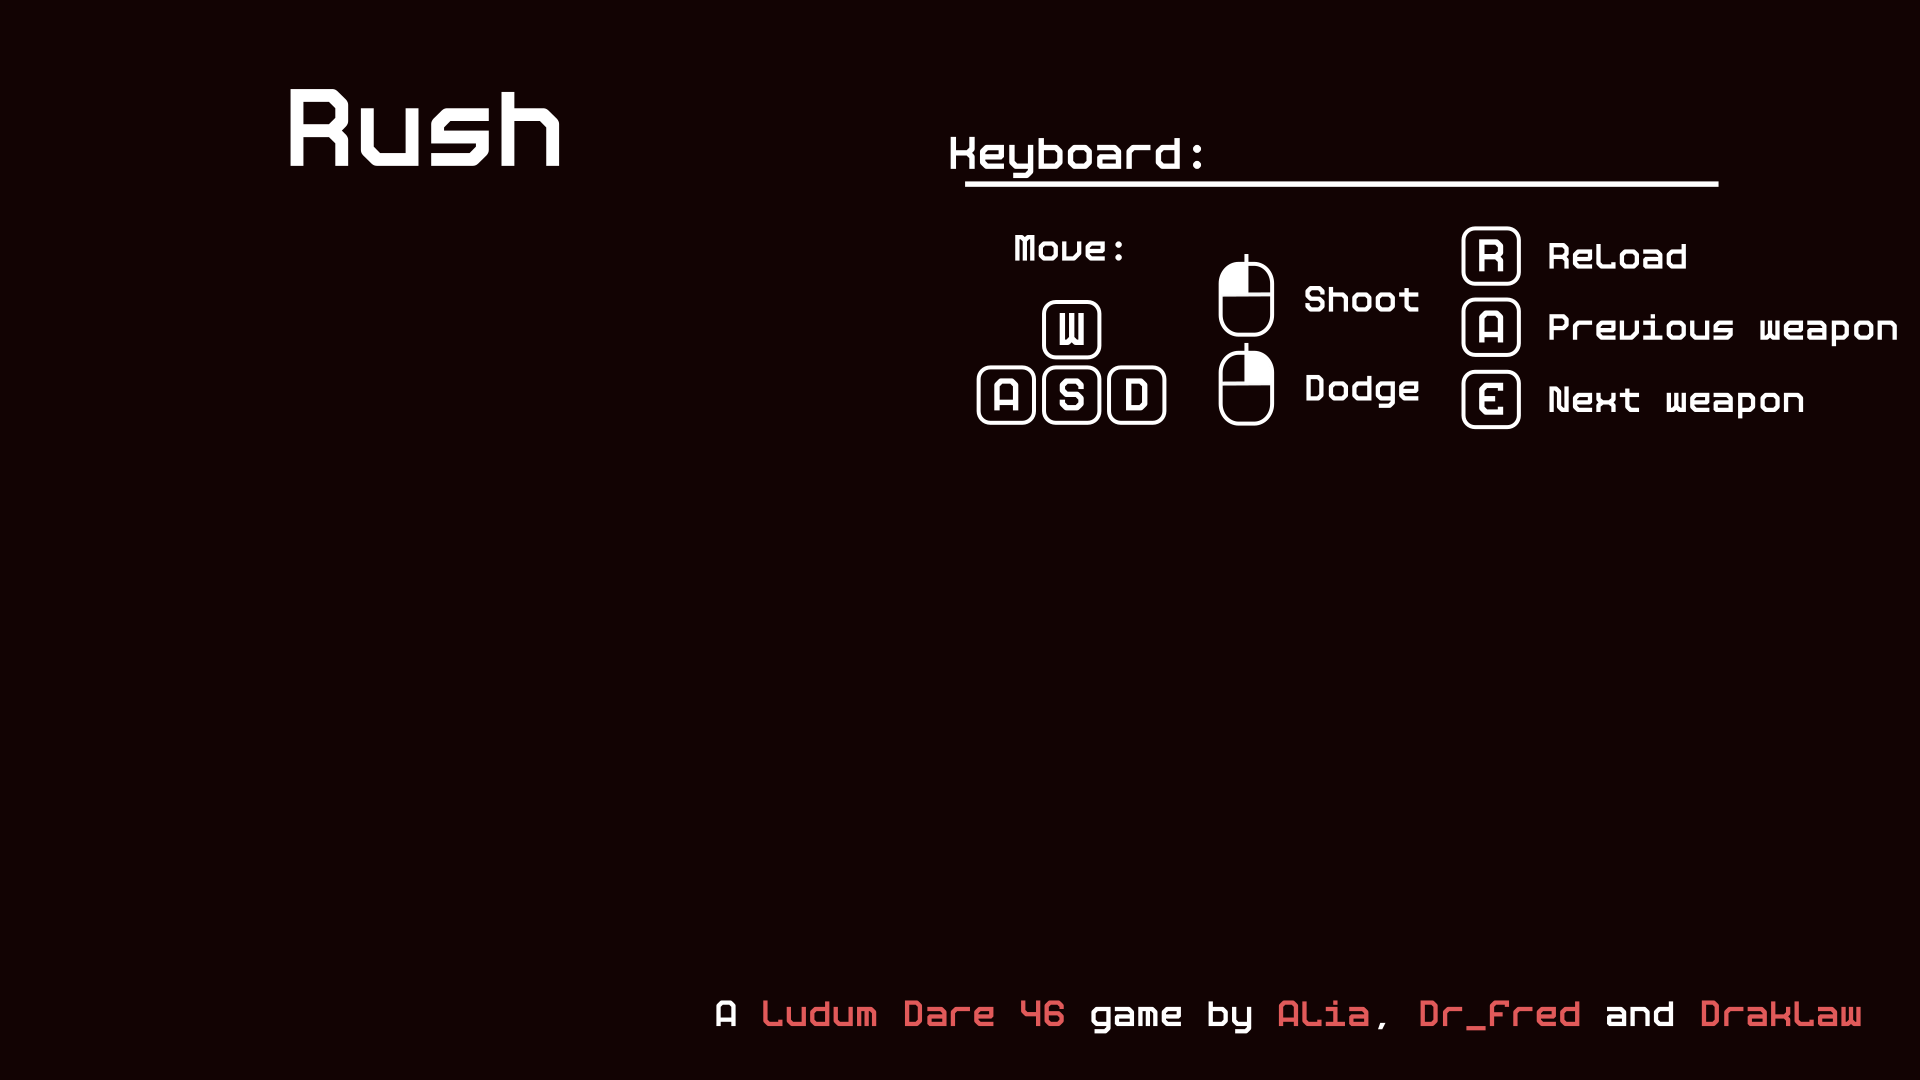 Rush
Keyboard:
Move:
W
A S D
Shoot
Dodge
R Reload
A Previous weapon
E Next weapon
A Ludum Dare 46 game by Alia, Dr_Fred and Draklaw